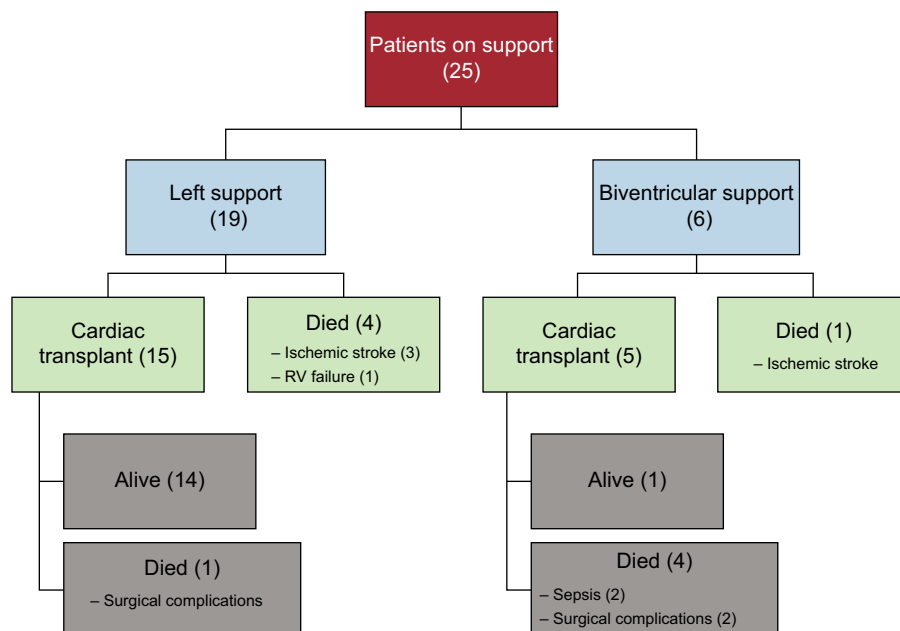 Patients on support
(25)
Left support
(19)
Biventricular support
(6)
Cardiac
transplant (15)
Died (4)
– Ischemic stroke (3)
– RV failure (1)
Cardiac
transplant (5)
Died (1)
– Ischemic stroke
Alive (14)
Alive (1)
Died (1)
– Surgical complications
Died (4)
– Sepsis (2)
– Surgical complications (2)